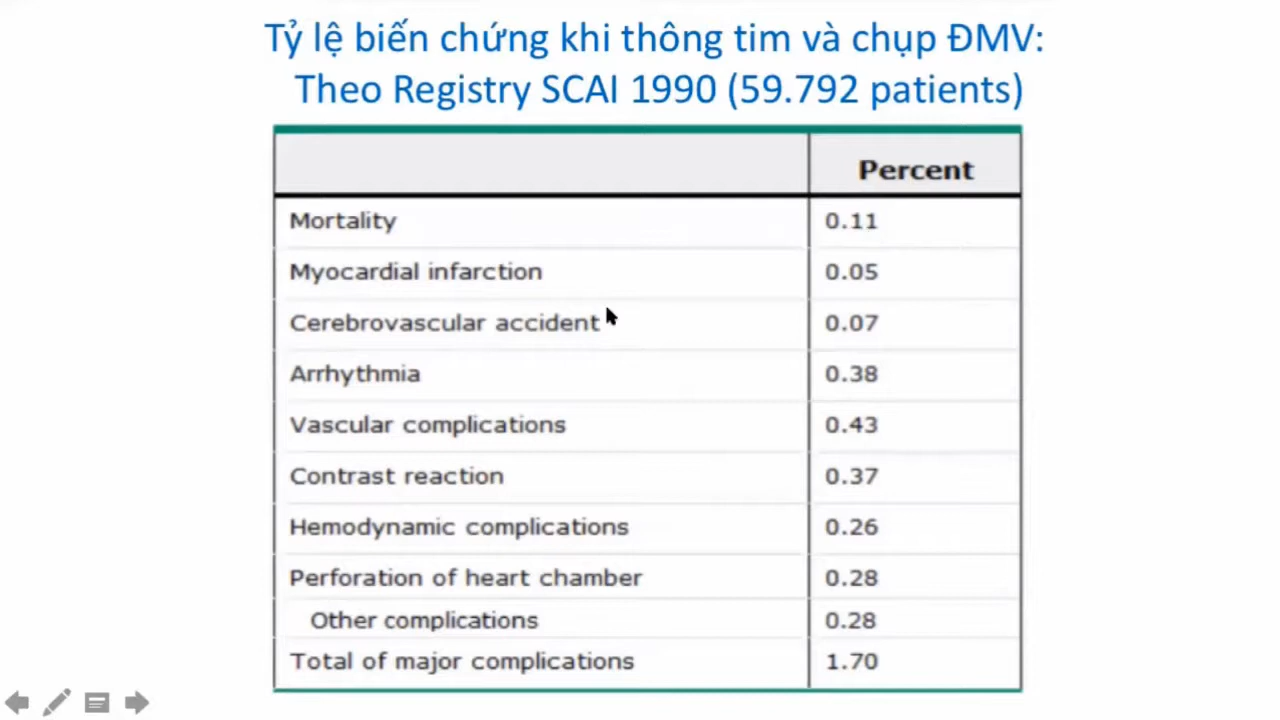 Tỷ lệ biến chứng khi thông tim và chụp ĐMV:
Theo Registry SCAI 1990 (59.792 patients)
Percent
Mortality 0.11
Myocardial infarction 0.05
Cerebrovascular accident 0.07
Arrhythmia 0.38
Vascular complications 0.43
Contrast reaction 0.37
Hemodynamic complications 0.26
Perforation of heart chamber 0.28
Other complications 0.28
Total of major complications 1.70